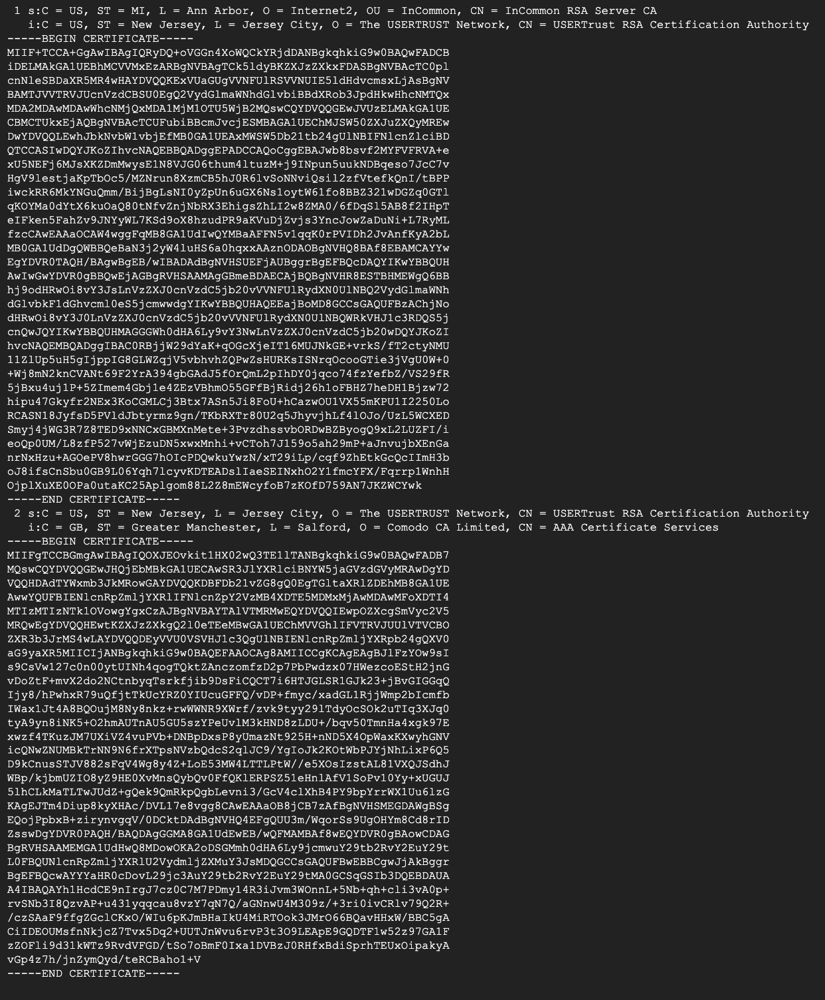 1 s:C = US, ST = MI, L = Ann Arbor, O = Internet2, OU = InCommon, CN = InCommon RSA Server CA
i:C = US, ST = New Jersey, L = Jersey City, O = The USERTRUST Network, CN = USERTrust RSA Certification Authority
-----BEGIN CERTIFICATE-----
MIIF+TCCA+GgAwIBAgIQRyDQ+oVGGn4XoWQCkYRjdDANBgkqhkiG9w0BAQwFADCB
iDELMAkGA1UEBhMCVVMxEzARBgNVBAgTCk5ldyBKZXJzZXkxFDASBgNVBAcTC0pl
cnNleSBDaXR5MR4wHAYDVQQKExVUaGUgVVNFUlRSVVNUIE5ldHdvcmsxLjAsBgNV
BAMTJVVTRVJUcnVzdCBSU0EgQ2VydGlmaWNhdGlvbiBBdXRob3JpdHkwHhcNMTQx
MDA2MDAwMDAwWhcNMjQxMDA1MjM1OTU5WjB2MQswCQYDVQQGEwJVUzELMAkGA1UE
CBMCTUkxEjAQBgNVBAcTCUFubiBBcmJvcjESMBAGA1UEChMJSW50ZXJuZXQyMREw
DwYDVQQLEwhJbkNvbW1vbjEfMB0GA1UEAxMWSW5Db21tb24gUlNBIFNlcnZlciBD
QTCCASIwDQYJKoZIhvcNAQEBBQADggEPADCCAQoCggEBAJwb8bsvf2MYFVFRVA+e
xU5NEFj6MJsXKZDmMwysE1N8VJG06thum4ltuzM+j9INpun5uukNDBqeso7JcC7v
HgV9lestjaKpTbOc5/MZNrun8XzmCB5hJ0R6lvSoNNviQsil2zfVtefkQnI/tBPP
iwckRR6MkYNGuQmm/BijBgLsNI0yZpUn6uGX6Ns1oytW61fo8BBZ321wDGZq0GTl
qKOYMa0dYtX6kuOaQ80tNfvZnjNbRX3EhigsZhLI2w8ZMA0/6fDqSl5AB8f2IHpT
eIFken5FahZv9JNYyWL7KSd9oX8hzudPR9aKVuDjZvjs3YncJowZaDuNi+L7RyML
fzcCAwEAAaOCAW4wggFqMB8GA1UdIwQYMBaAFFN5v1qqK0rPVIDh2JvAnfKyA2bL
MB0GA1UdDgQWBBQeBaN3j2yW4luHS6a0hqxxAAznODAOBgNVHQ8BAf8EBAMCAYYw
EgYDVR0TAQH/BAgwBgEB/wIBADAdBgNVHSUEFjAUBggrBgEFBQcDAQYIKwYBBQUH
AwIwGwYDVR0gBBQwEjAGBgRVHSAAMAgGBmeBDAECAjBQBgNVHR8ESTBHMEWgQ6BB
hj9odHRwOi8vY3JsLnVzZXJ0cnVzdC5jb20vVVNFUlRydXN0UlNBQ2VydGlmaWNh
dGlvbkF1dGhvcml0eS5jcmwwdgYIKwYBBQUHAQEEajBoMD8GCCsGAQUFBzAChjNo
dHRwOi8vY3J0LnVzZXJ0cnVzdC5jb20vVVNFUlRydXN0UlNBQWRkVHJ1c3RDQS5j
cnQwJQYIKwYBBQUHMAGGGWh0dHA6Ly9vY3NwLnVzZXJ0cnVzdC5jb20wDQYJKoZI
hvcNAQEMBQADggIBAC0RBjjW29dYaK+qOGcXjeIT16MUJNkGE+vrkS/fT2ctyNMU
11ZlUp5uH5gIjppIG8GLWZqjV5vbhvhZQPwZsHURKsISNrqOcooGTie3jVgU0W+0
+Wj8mN2knCVANt69F2YrA394gbGAdJ5fOrQmL2pIhDY0jqco74fzYefbZ/VS29fR
5jBxu4uj1P+5ZImem4Gbj1e4ZEzVBhmO55GFfBjRidj26h1oFBHZ7heDH1Bjzw72
hipu47Gkyfr2NEx3KoCGMLCj3Btx7ASn5Ji8FoU+hCazwOU1VX55mKPU1I2250Lo
RCASN18JyfsD5PVldJbtyrmz9gn/TKbRXTr80U2q5JhyvjhLf4lOJo/UzL5WCXED
Smyj4jWG3R7Z8TED9xNNCxGBMXnMete+3PvzdhssvbORDwBZByogQ9xL2LUZFI/i
eoQp0UM/L8zfP527vWjEzuDN5xwxMnhi+vCToh7J159o5ah29mP+aJnvujbXEnGa
nrNxHzu+AGOePV8hwrGGG7hOIcPDQwkuYwzN/xT29iLp/cqf9ZhEtkGcQcIImH3b
oJ8ifsCnSbu0GB9L06Yqh7lcyvKDTEADslIaeSEINxhO2Y1fmcYFX/Fqrrp1WnhH
OjplXuXE0OPa0utaKC25Aplgom88L2Z8mEWcyfoB7zKOfD759AN7JKZWCYwk
-----END CERTIFICATE-----
2 s:C = US, ST = New Jersey, L = Jersey City, O = The USERTRUST Network, CN = USERTrust RSA Certification Authority
i:C = GB, ST = Greater Manchester, L = Salford, O = Comodo CA Limited, CN = AAA Certificate Services
-----BEGIN CERTIFICATE-----
MIIFgTCCBGmgAwIBAgIQOXJEOvkit1HX02wQ3TE1lTANBgkqhkiG9w0BAQwFADB7
MQswCQYDVQQGEwJHQjEbMBkGA1UECAwSR3JlYXRlciBNYW5jaGVzdGVyMRAwDgYD
VQQHDAdTYWxmb3JkMRowGAYDVQQKDBFDb21vZG8gQ0EgTGltaXRlZDEhMB8GA1UE
AwwYQUFBIENlcnRpZmljYXRlIFNlcnZpY2VzMB4XDTE5MDMxMjAwMDAwMFoXDTI4
MTIzMTIzNTk1OVowgYgxCzAJBgNVBAYTAlVTMRMwEQYDVQQIEwpOZXcgSmVyc2V5
MRQwEgYDVQQHEwtKZXJzZXkgQ2l0eTEeMBwGA1UEChMVVGhlIFVTRVJUUlVTVCBO
ZXR3b3JrMS4wLAYDVQQDEyVVU0VSVHJ1c3QgUlNBIENlcnRpZmljYXRpb24gQXV0
aG9yaXR5MIICIjANBgkqhkiG9w0BAQEFAAOCAg8AMIICCgKCAgEAgBJlFzYOw9sI
s9CsVw127c0n00ytUINh4qogTQktZAnczomfzD2p7PbPwdzx07HWezcoEStH2jnG
vDoZtF+mvX2do2NCtnbyqTsrkfjib9DsFiCQCT7i6HTJGLSR1GJk23+jBvGIGGqQ
Ijy8/hPwhxR79uQfjtTkUcYRZ0YIUcuGFFQ/vDP+fmyc/xadGL1RjjWmp2bIcmfb
IWax1Jt4A8BQOujM8Ny8nkz+rwWWNR9XWrf/zvk9tyy29lTdyOcSOk2uTIq3XJq0
tyA9yn8iNK5+O2hmAUTnAU5GU5szYPeUvlM3kHND8zLDU+/bqv50TmnHa4xgk97E
xwzf4TKuzJM7UXiVZ4vuPVb+DNBpDxsP8yUmazNt925H+nND5X4OpWaxKXwyhGNV
icQNwZNUMBkTrNN9N6frXTpsNVzbQdcS2qlJC9/YgIoJk2KOtWbPJYjNhLixP6Q5
D9kCnusSTJV882sFqV4Wg8y4Z+LoE53MW4LTTLPtW//e5XOsIzstAL81VXQJSdhJ
WBp/kjbmUZIO8yZ9HE0XvMnsQybQv0FfQKlERPSZ51eHnlAfV1SoPv10Yy+xUGUJ
5lhCLkMaTLTwJUdZ+gQek9QmRkpQgbLevni3/GcV4clXhB4PY9bpYrrWX1Uu6lzG
KAgEJTm4Diup8kyXHAc/DVL17e8vgg8CAwEAAaOB8jCB7zAfBgNVHSMEGDAWgBSg
EQojPpbxB+zirynvgqV/0DCktDAdBgNVHQ4EFgQUU3m/WqorSs9UgOHYm8Cd8rID
ZsswDgYDVR0PAQH/BAQDAgGGMA8GA1UdEwEB/wQFMAMBAf8wEQYDVR0gBAowCDAG
BgRVHSAAMEMGA1UdHwQ8MDowOKA2oDSGMmh0dHA6Ly9jcmwuY29tb2RvY2EuY29t
L0FBQUNlcnRpZmljYXRlU2VydmljZXMuY3JsMDQGCCsGAQUFBwEBBCgwJjAkBggr
BgEFBQcwAYYYaHR0cDovL29jc3AuY29tb2RvY2EuY29tMA0GCSqGSIb3DQEBDAUA
A4IBAQAYh1HcdCE9nIrgJ7cz0C7M7PDmy14R3iJvm3WOnnL+5Nb+qh+cli3vA0p+
rvSNb3I8QzvAP+u431yqqcau8vzY7qN7Q/aGNnwU4M309z/+3ri0ivCRlv79Q2R+
/czSAaF9ffgZGclCKxO/WIu6pKJmBHaIkU4MiRTOok3JMrO66BQavHHxW/BBC5gA
CiIDEOUMsfnNkjcZ7Tvx5Dq2+UUTJnWvu6rvP3t3O9LEApE9GQDTF1w52z97GA1F
zZOFli9d31kWTz9RvdVFGD/tSo7oBmF0Ixa1DVBzJ0RHfxBdiSprhTEUxOipakyA
vGp4z7h/jnZymQyd/teRCBaho1+V
-----END CERTIFICATE-----